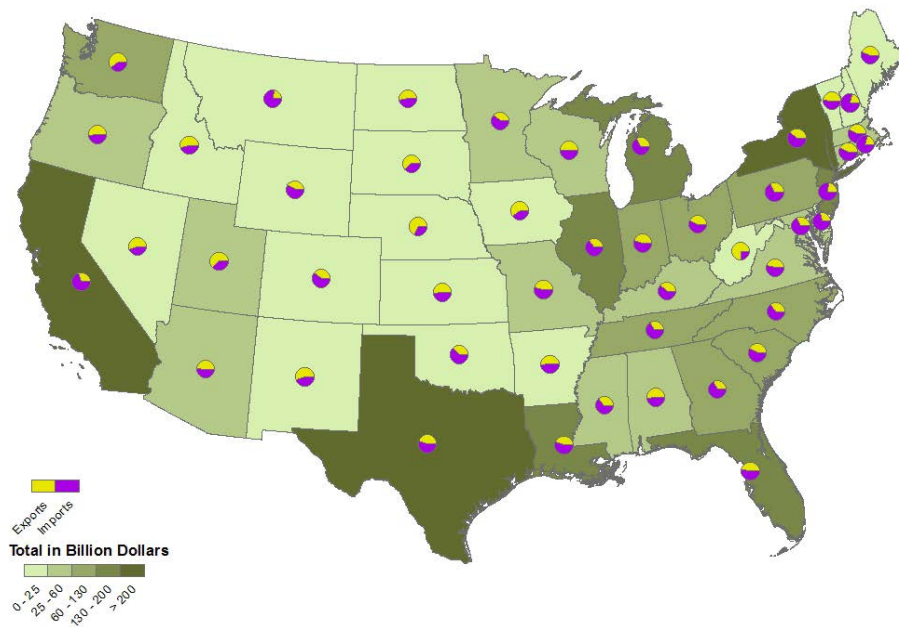 Exports
Imports
Total in Billion Dollars
0 - 25
25 - 60
60 - 130
130 - 200
> 200